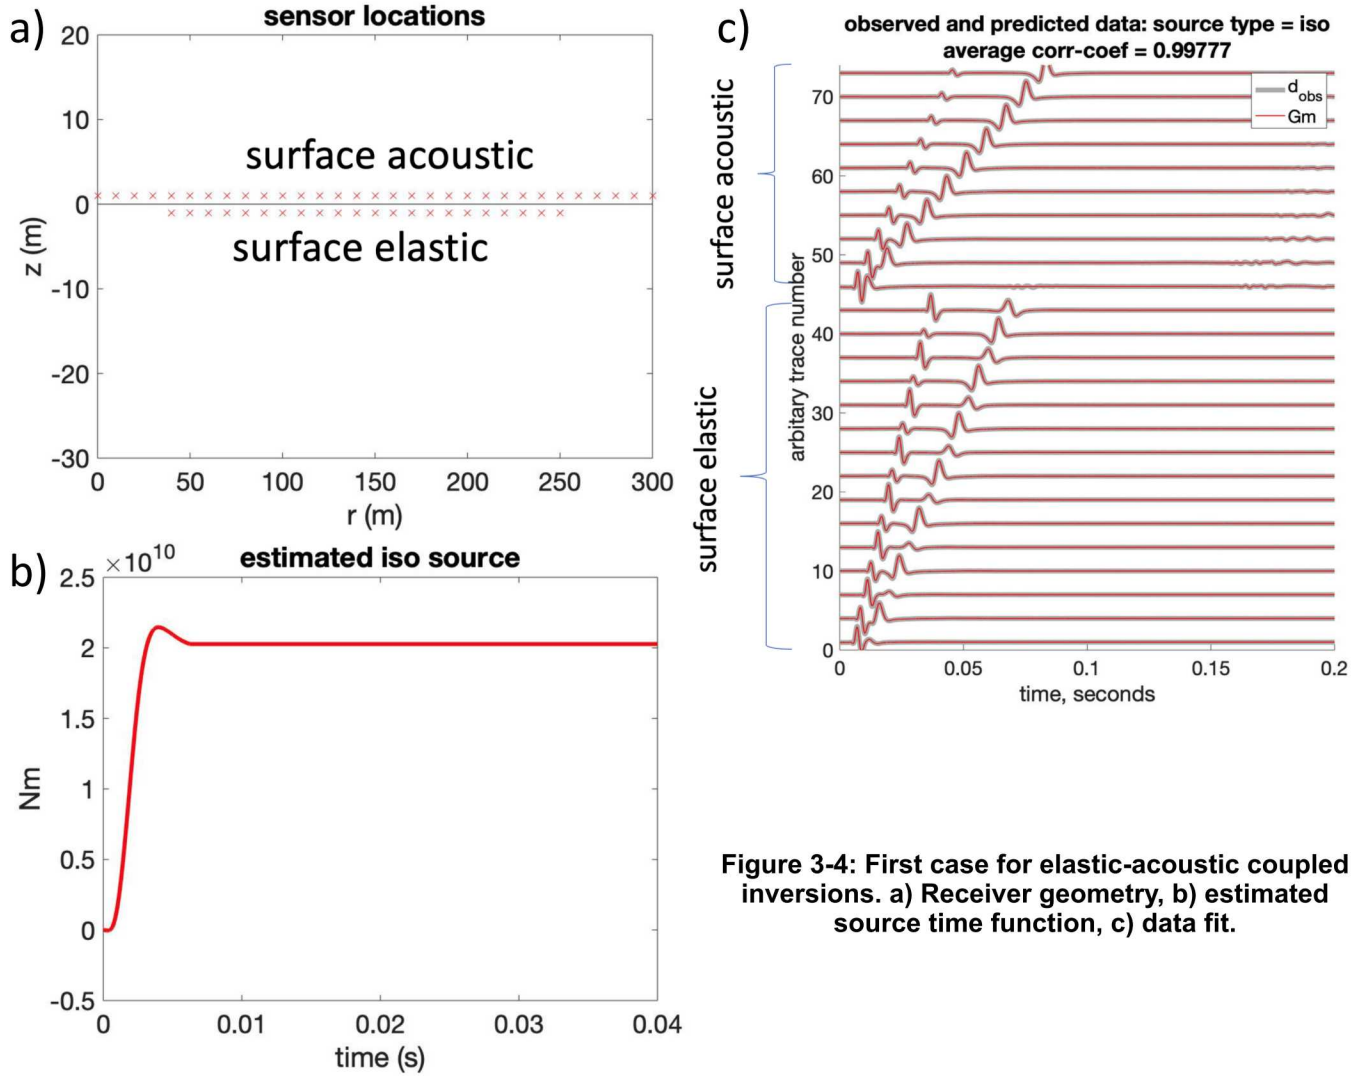 a)
sensor locations
20
10
0
-10
-20
-30
z (m)
surface acoustic
surface elastic
0 50 100 150 200 250 300
r (m)
b)
×10^10
estimated iso source
2.5
2
1.5
1
0.5
0
-0.5
Nm
0 0.01 0.02 0.03 0.04
time (s)
c)
observed and predicted data: source type = iso
average corr-coef = 0.99777
surface acoustic
surface elastic
arbitary trace number
70
60
50
40
30
20
10
0
d_obs
Gm
0 0.05 0.1 0.15 0.2
time, seconds
Figure 3-4: First case for elastic-acoustic coupled
inversions. a) Receiver geometry, b) estimated
source time function, c) data fit.